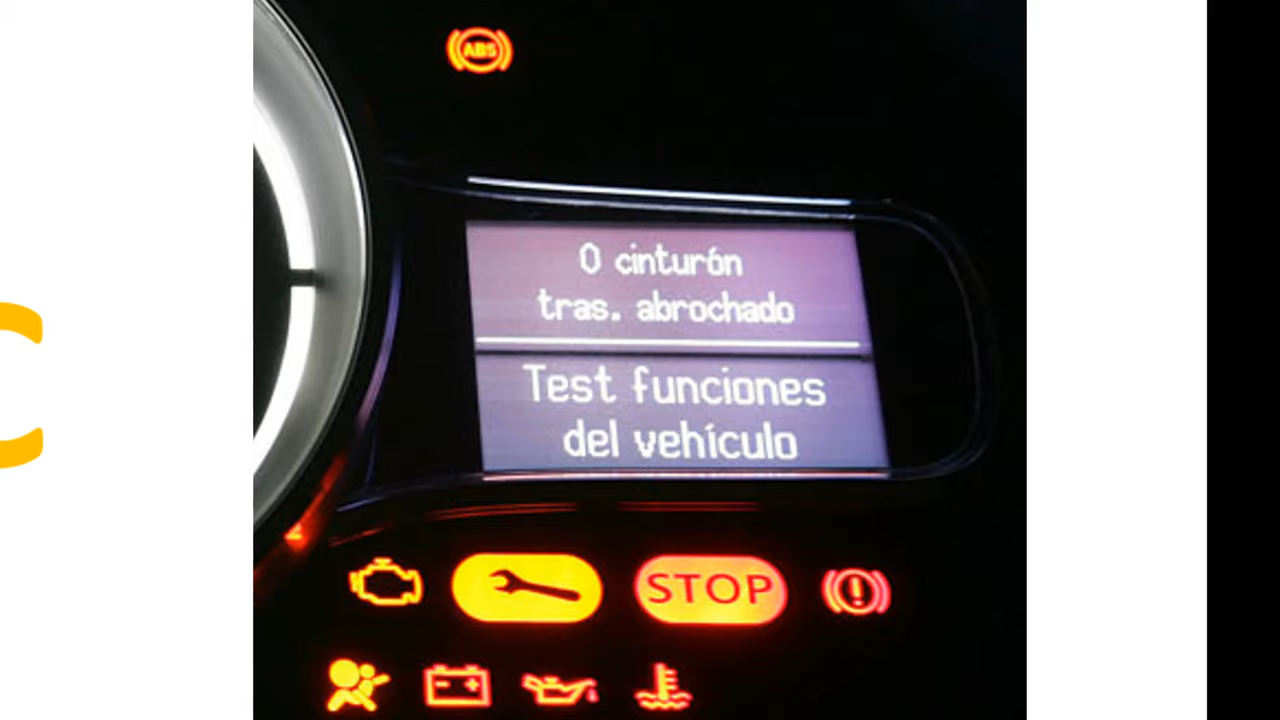 ABS
0 cinturón
tras. abrochado
Test funciones
del vehículo
STOP